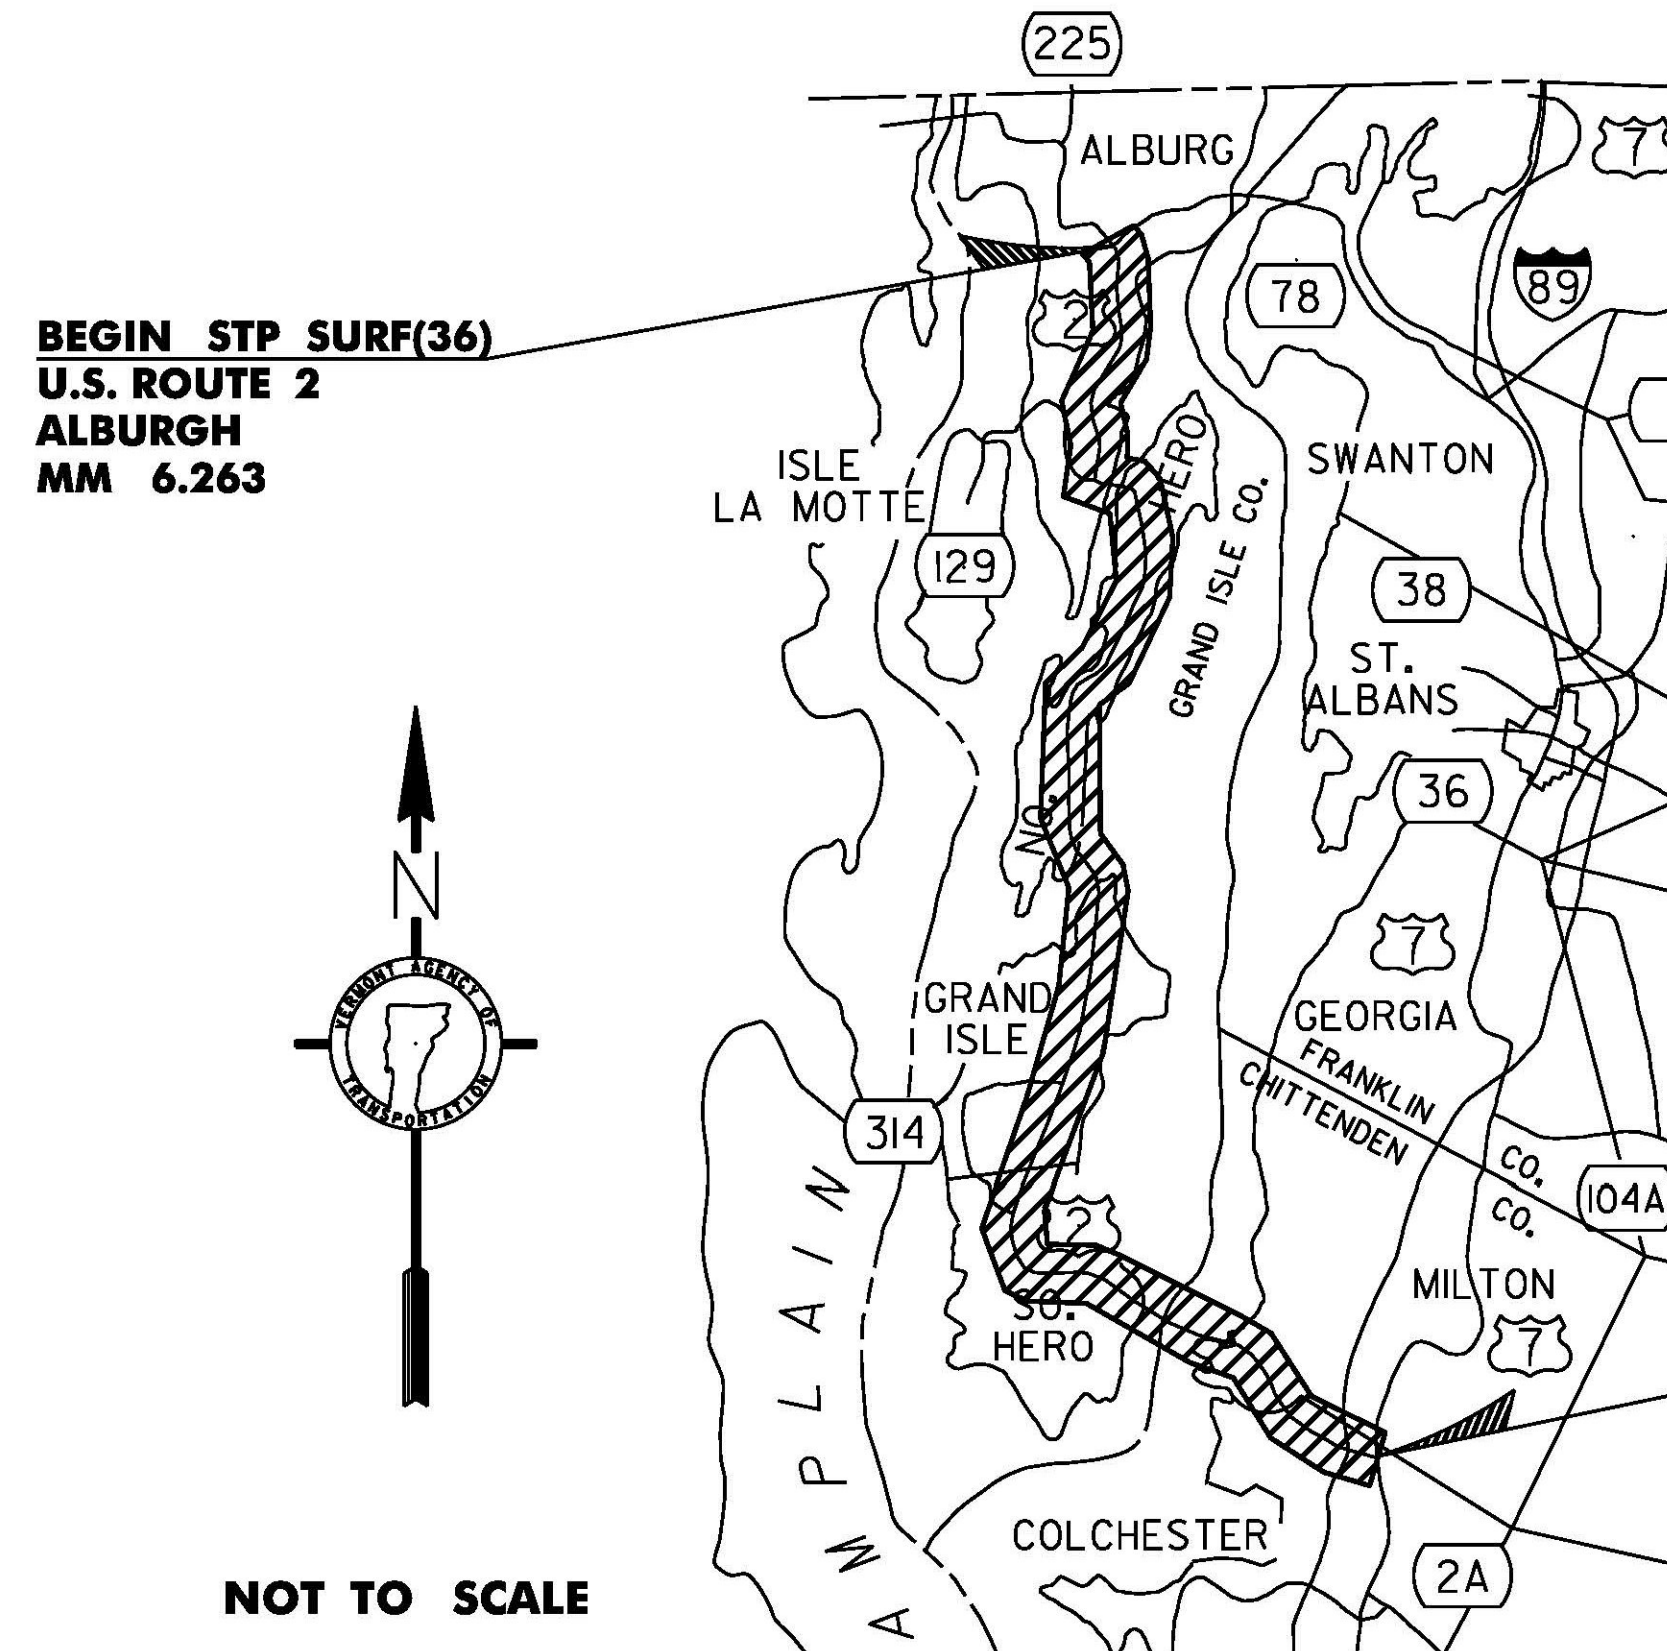 225
ALBURG
7
89
78
2
BEGIN STP SURF(36)
U.S. ROUTE 2
ALBURGH
MM 6.263
HERO
SWANTON
ISLE
LA MOTTE
GRAND ISLE CO.
129
38
ST.
ALBANS
36
NO.
N
7
VERMONT AGENCY OF
TRANSPORTATION
GRAND
ISLE
GEORGIA
FRANKLIN CO.
CHITTENDEN CO.
314
104A
2
MILTON
7
SO.
HERO
AMPLAIN
COLCHESTER
2A
NOT TO SCALE